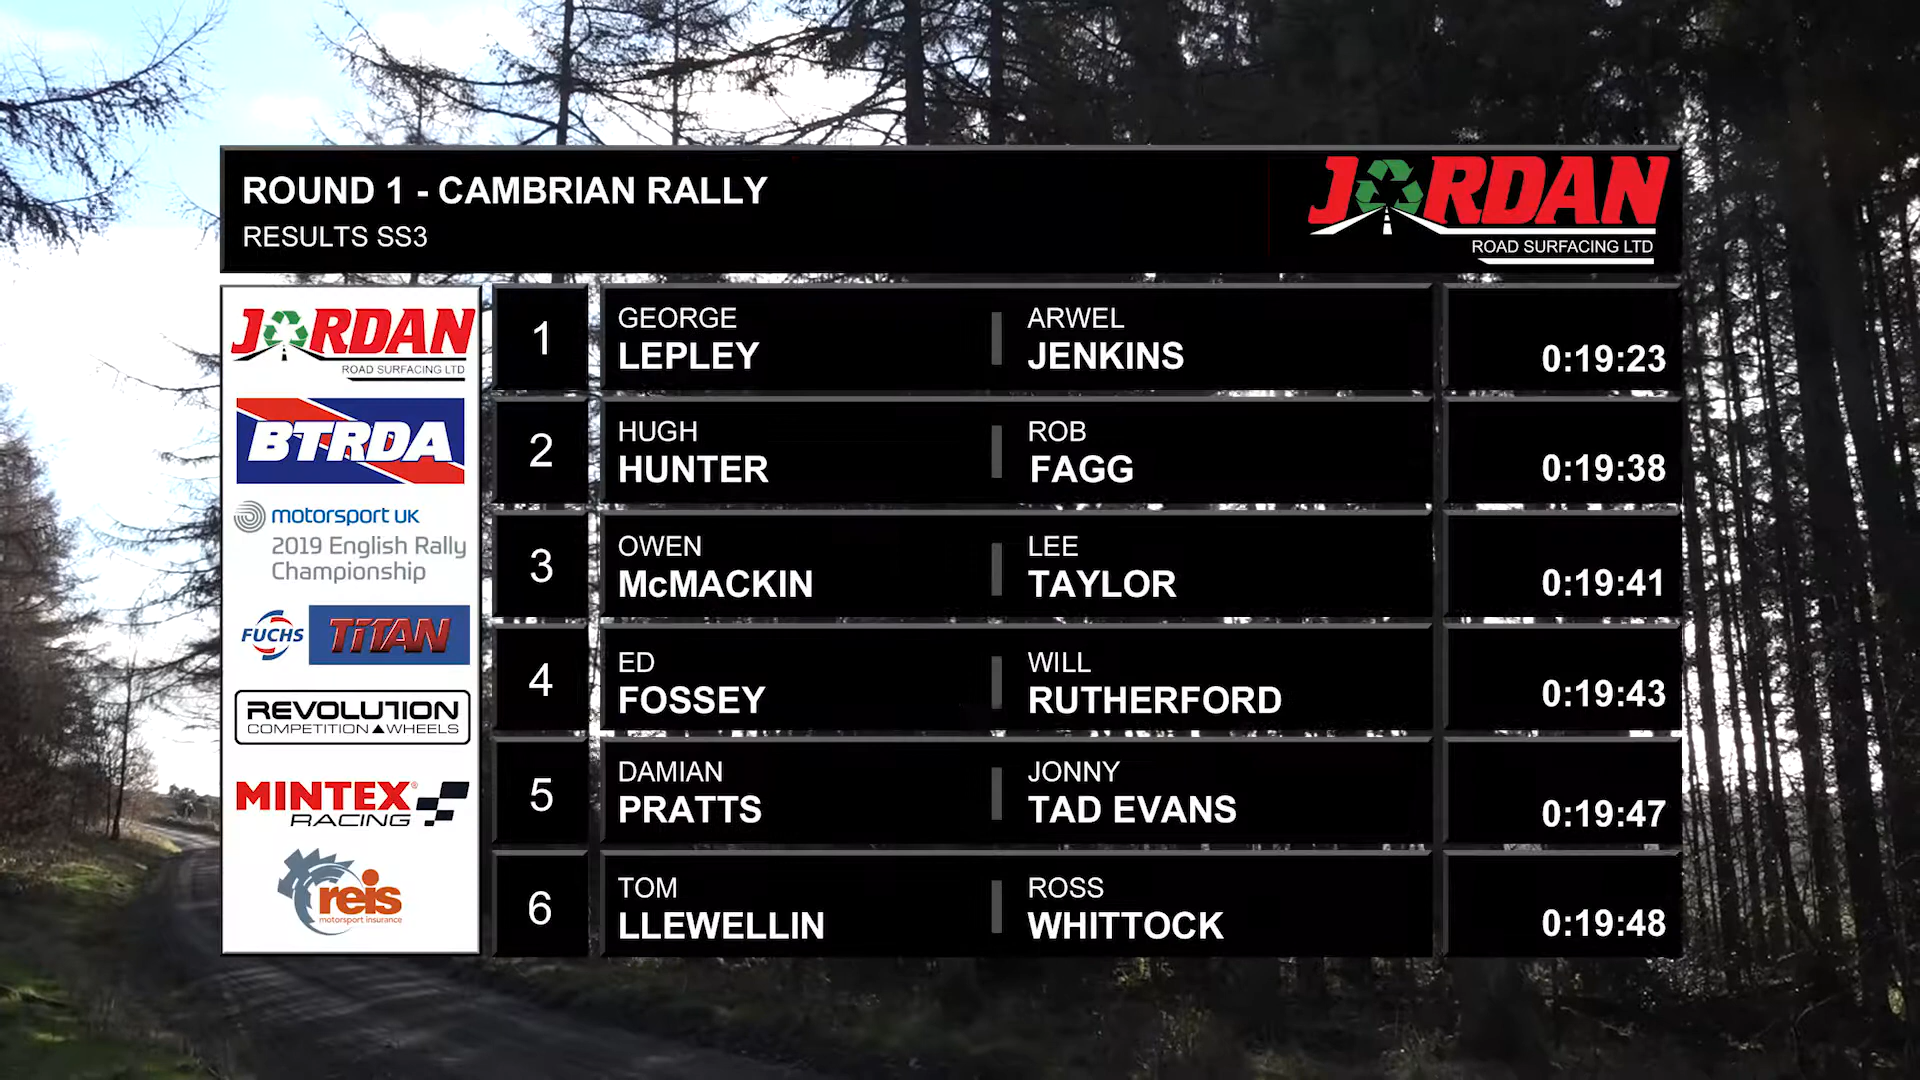 ROUND 1 - CAMBRIAN RALLY
RESULTS SS3
JORDAN
ROAD SURFACING LTD
JORDAN
ROAD SURFACING LTD
BTRDA
motorsport UK
2019 English Rally
Championship
FUCHS TITAN
REVOLUTION
COMPETITION WHEELS
MINTEX®
RACING
reis
motorsport insurance
1 GEORGE LEPLEY ARWEL JENKINS 0:19:23
2 HUGH HUNTER ROB FAGG 0:19:38
3 OWEN McMACKIN LEE TAYLOR 0:19:41
4 ED FOSSEY WILL RUTHERFORD 0:19:43
5 DAMIAN PRATTS JONNY TAD EVANS 0:19:47
6 TOM LLEWELLIN ROSS WHITTOCK 0:19:48